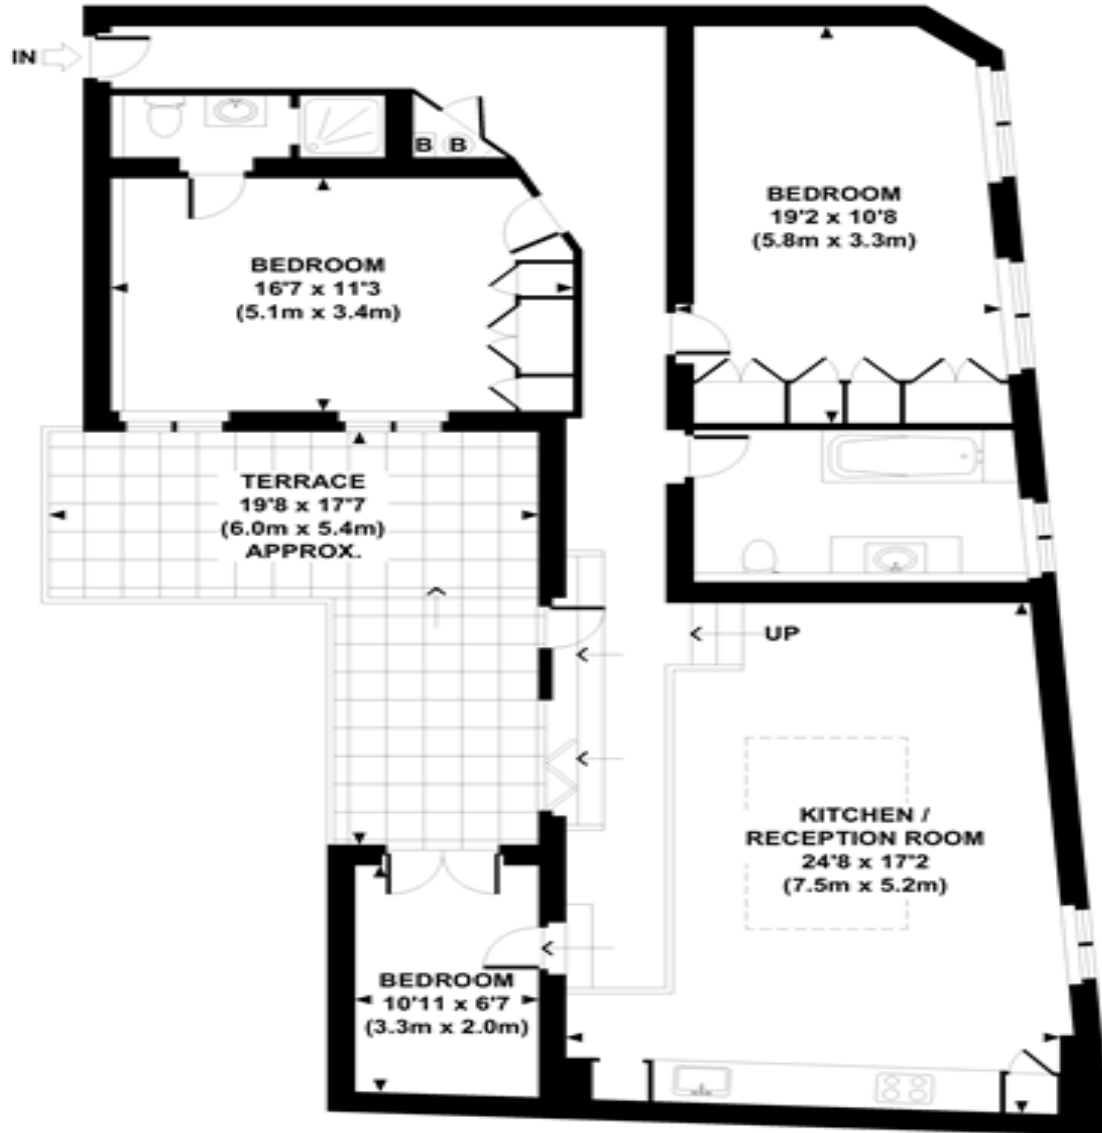 IN
B B
BEDROOM
19'2 x 10'8
(5.8m x 3.3m)
BEDROOM
16'7 x 11'3
(5.1m x 3.4m)
TERRACE
19'8 x 17'7
(6.0m x 5.4m)
APPROX.
UP
KITCHEN /
RECEPTION ROOM
24'8 x 17'2
(7.5m x 5.2m)
BEDROOM
10'11 x 6'7
(3.3m x 2.0m)